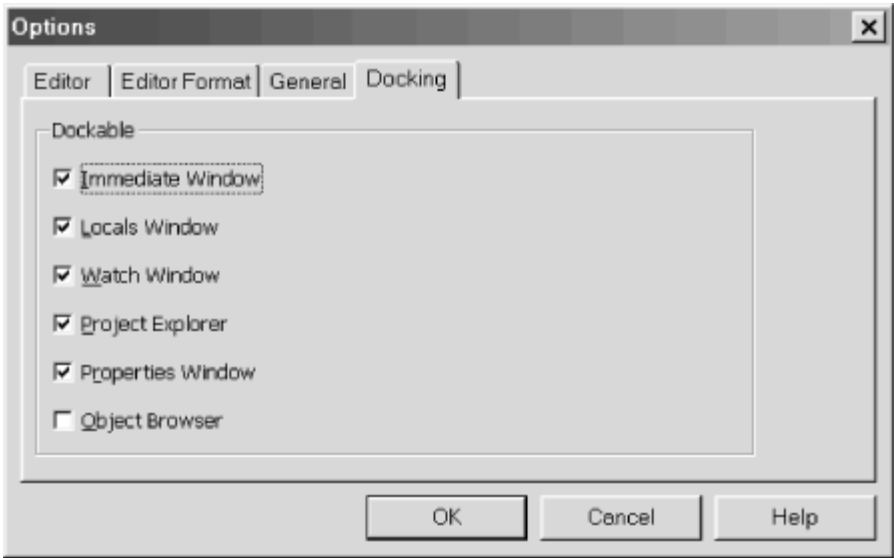 Options
Editor Editor Format General Docking
Dockable
Immediate Window
Locals Window
Watch Window
Project Explorer
Properties Window
Object Browser
OK Cancel Help